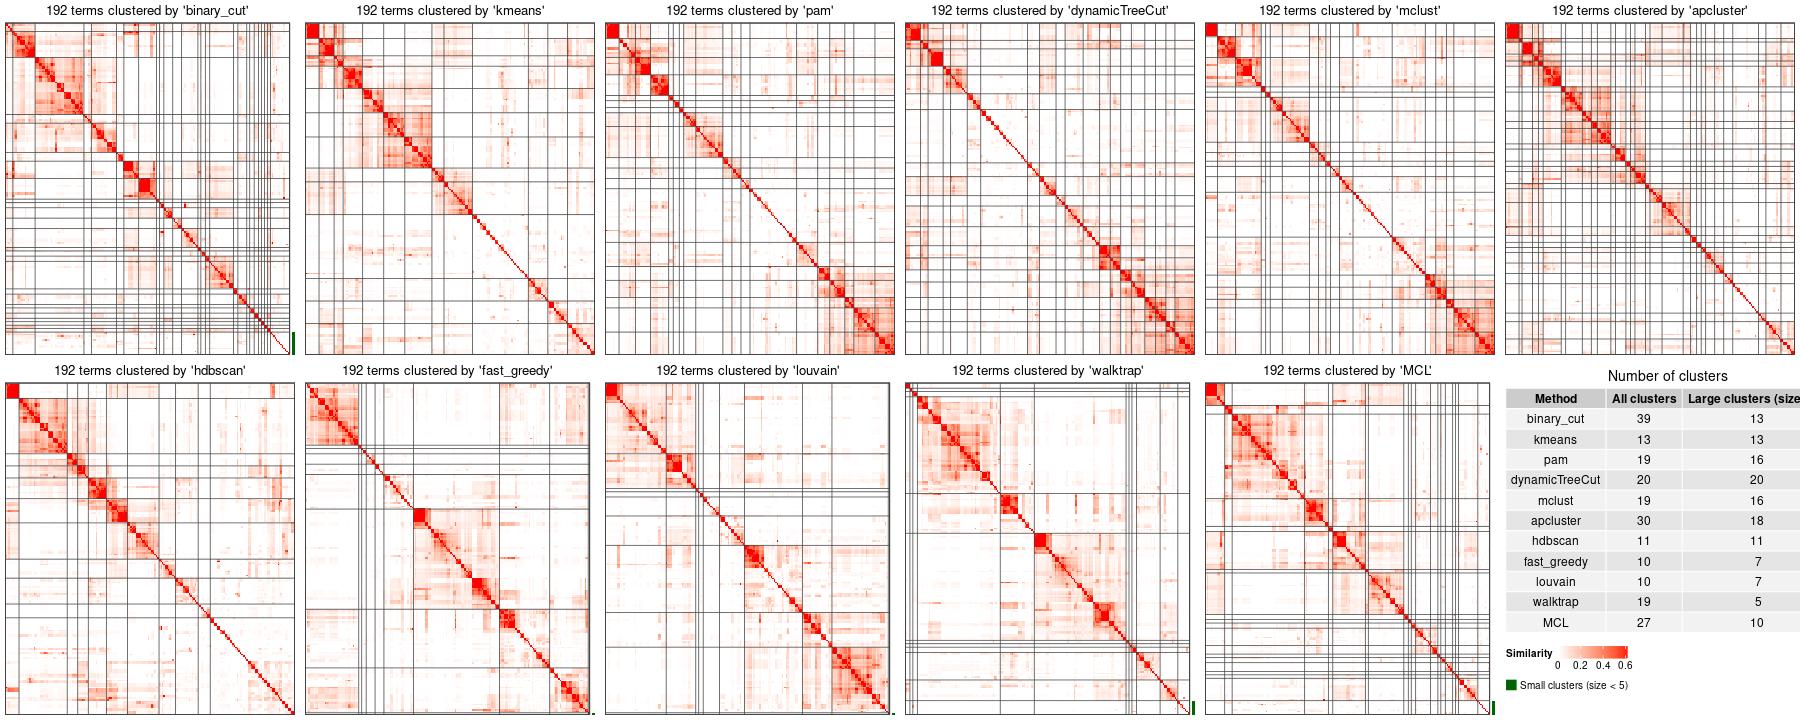 192 terms clustered by 'binary_cut'
192 terms clustered by 'kmeans'
192 terms clustered by 'pam'
192 terms clustered by 'dynamicTreeCut'
192 terms clustered by 'mclust'
192 terms clustered by 'apcluster'
192 terms clustered by 'hdbscan'
192 terms clustered by 'fast_greedy'
192 terms clustered by 'louvain'
192 terms clustered by 'walktrap'
192 terms clustered by 'MCL'
Number of clusters
Method All clusters Large clusters (size
binary_cut 39 13
kmeans 13 13
pam 19 16
dynamicTreeCut 20 20
mclust 19 16
apcluster 30 18
hdbscan 11 11
fast_greedy 10 7
louvain 10 7
walktrap 19 5
MCL 27 10
Similarity
0 0.2 0.4 0.6
Small clusters (size < 5)